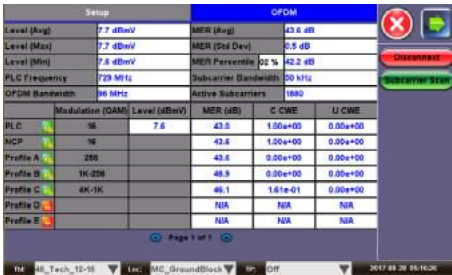 Setup OFDM
Level (Avg) 7.7 dBmV MER (Avg) 43.6 dB
Level (Max) 7.7 dBmV MER (Std Dev) 0.5 dB
Level (Min) 7.6 dBmV MER Percentile 02 % 42.2 dB
Disconnect
PLC Frequency 729 MHz Subcarrier Bandwidth 50 kHz
Subcarrier Scan
OFDM Bandwidth 96 MHz Active Subcarriers 1880
Modulation (QAM) Level (dBmV) MER (dB) C CWE U CWE
PLC 16 7.6 43.0 1.00e+00 0.00e+00
NCP 16 43.6 1.00e+00 0.00e+00
Profile A 256 43.6 0.00e+00 0.00e+00
Profile B 1K-256 46.9 0.00e+00 0.00e+00
Profile C 4K-1K 46.1 1.61e-01 0.00e+00
Profile D N/A N/A N/A
Profile E N/A N/A N/A
Page 1 of 1
48_Tech_12-18 Loc: MC_GroundBlock TP: Off